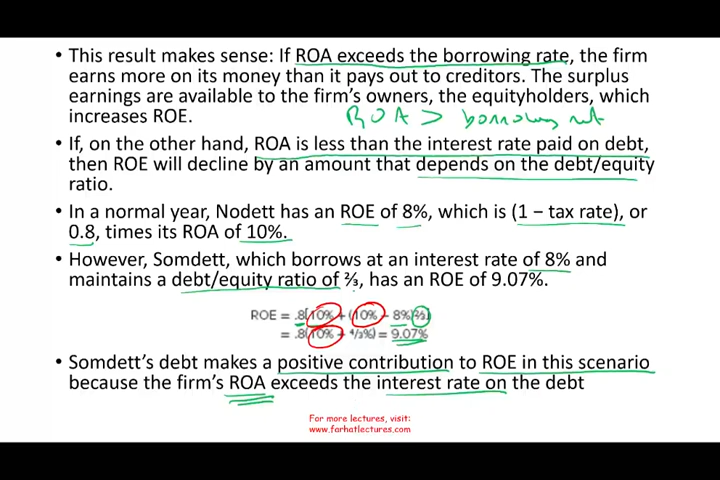 • This result makes sense: If ROA exceeds the borrowing rate, the firm
earns more on its money than it pays out to creditors. The surplus
earnings are available to the firm's owners, the equityholders, which
increases ROE.
ROA > borrowing rate
• If, on the other hand, ROA is less than the interest rate paid on debt,
then ROE will decline by an amount that depends on the debt/equity
ratio.
• In a normal year, Nodett has an ROE of 8%, which is (1 − tax rate), or
0.8, times its ROA of 10%.
• However, Somdett, which borrows at an interest rate of 8% and
maintains a debt/equity ratio of ⅔, has an ROE of 9.07%.
ROE = .8[10% + (10% − 8%)⅔]
= .8(10% + ⁴/₃%) = 9.07%
• Somdett's debt makes a positive contribution to ROE in this scenario
because the firm's ROA exceeds the interest rate on the debt
For more lectures, visit:
www.farhatlectures.com